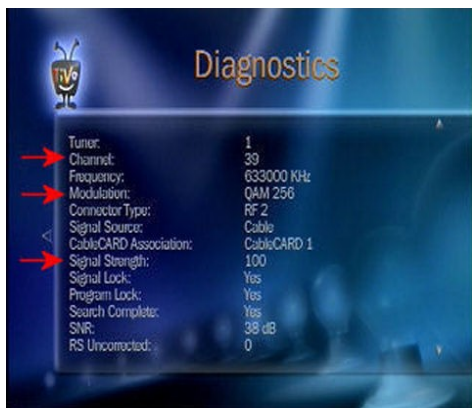 TiVo
Diagnostics
Tuner: 1
Channel: 39
Frequency: 633000 KHz
Modulation: QAM 256
Connector Type: RF 2
Signal Source: Cable
CableCARD Association: CableCARD 1
Signal Strength: 100
Signal Lock: Yes
Program Lock: Yes
Search Complete: Yes
SNR: 38 dB
RS Uncorrected: 0